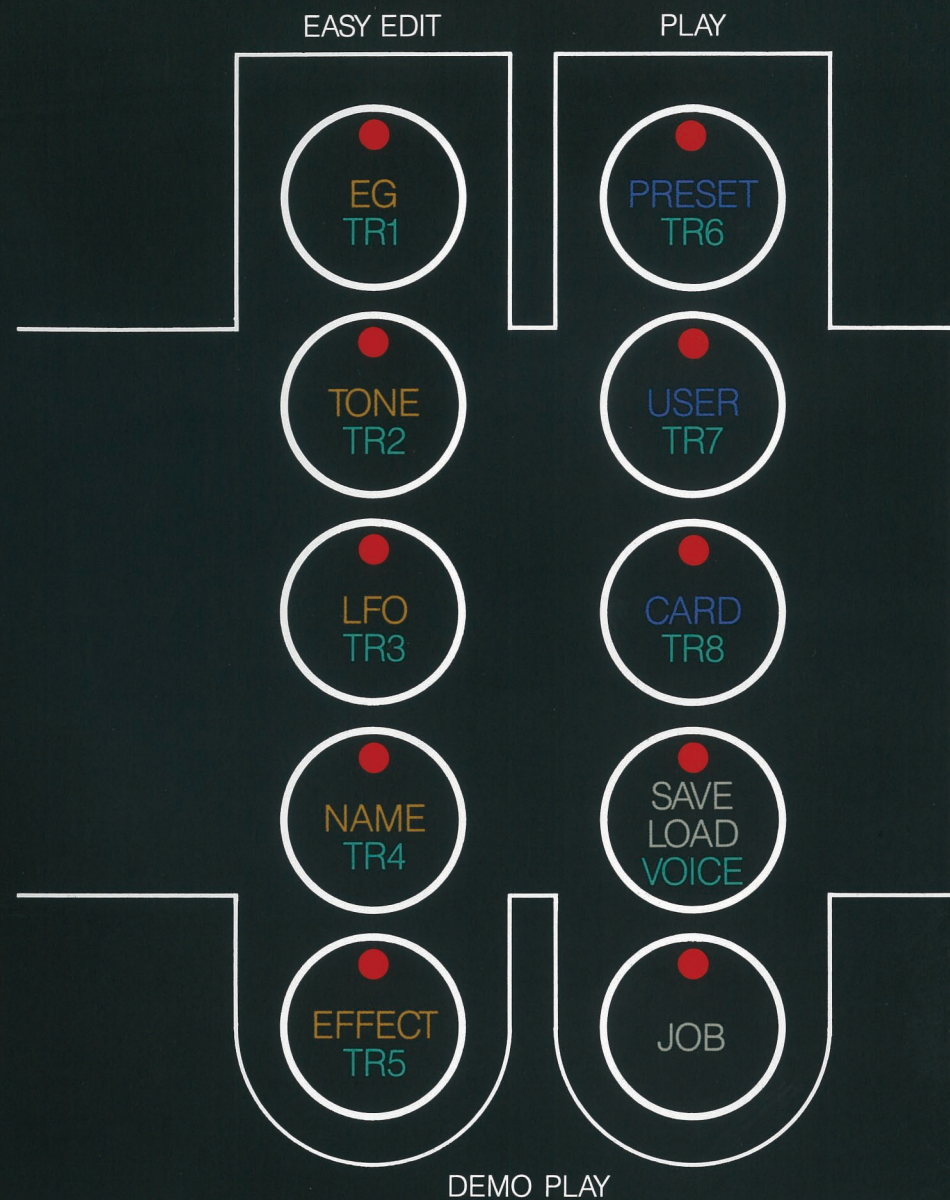 EASY EDIT
PLAY
EG
TR1
PRESET
TR6
TONE
TR2
USER
TR7
LFO
TR3
CARD
TR8
NAME
TR4
SAVE
LOAD
VOICE
EFFECT
TR5
JOB
DEMO PLAY